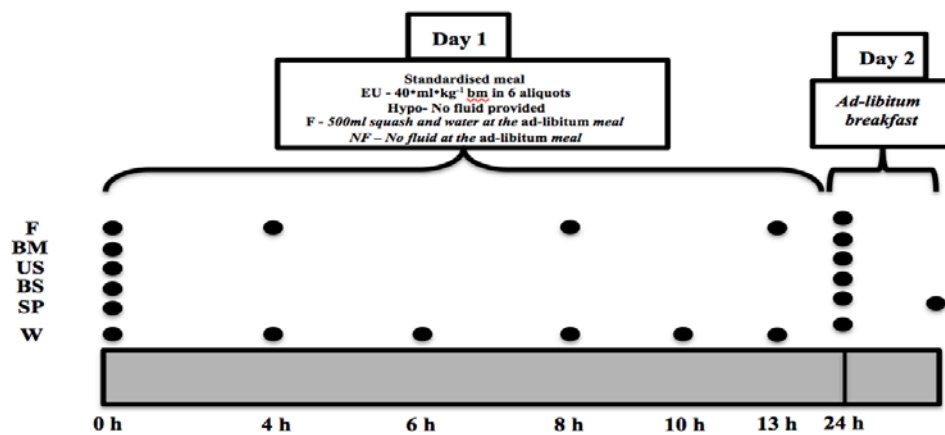 Day 1
Standardised meal
EU - 40•ml•kg-1 bm in 6 aliquots
Hypo- No fluid provided
F - 500ml squash and water at the ad-libitum meal
NF – No fluid at the ad-libitum meal
Day 2
Ad-libitum
breakfast
F
BM
US
BS
SP
W
0 h 4 h 6 h 8 h 10 h 13 h 24 h